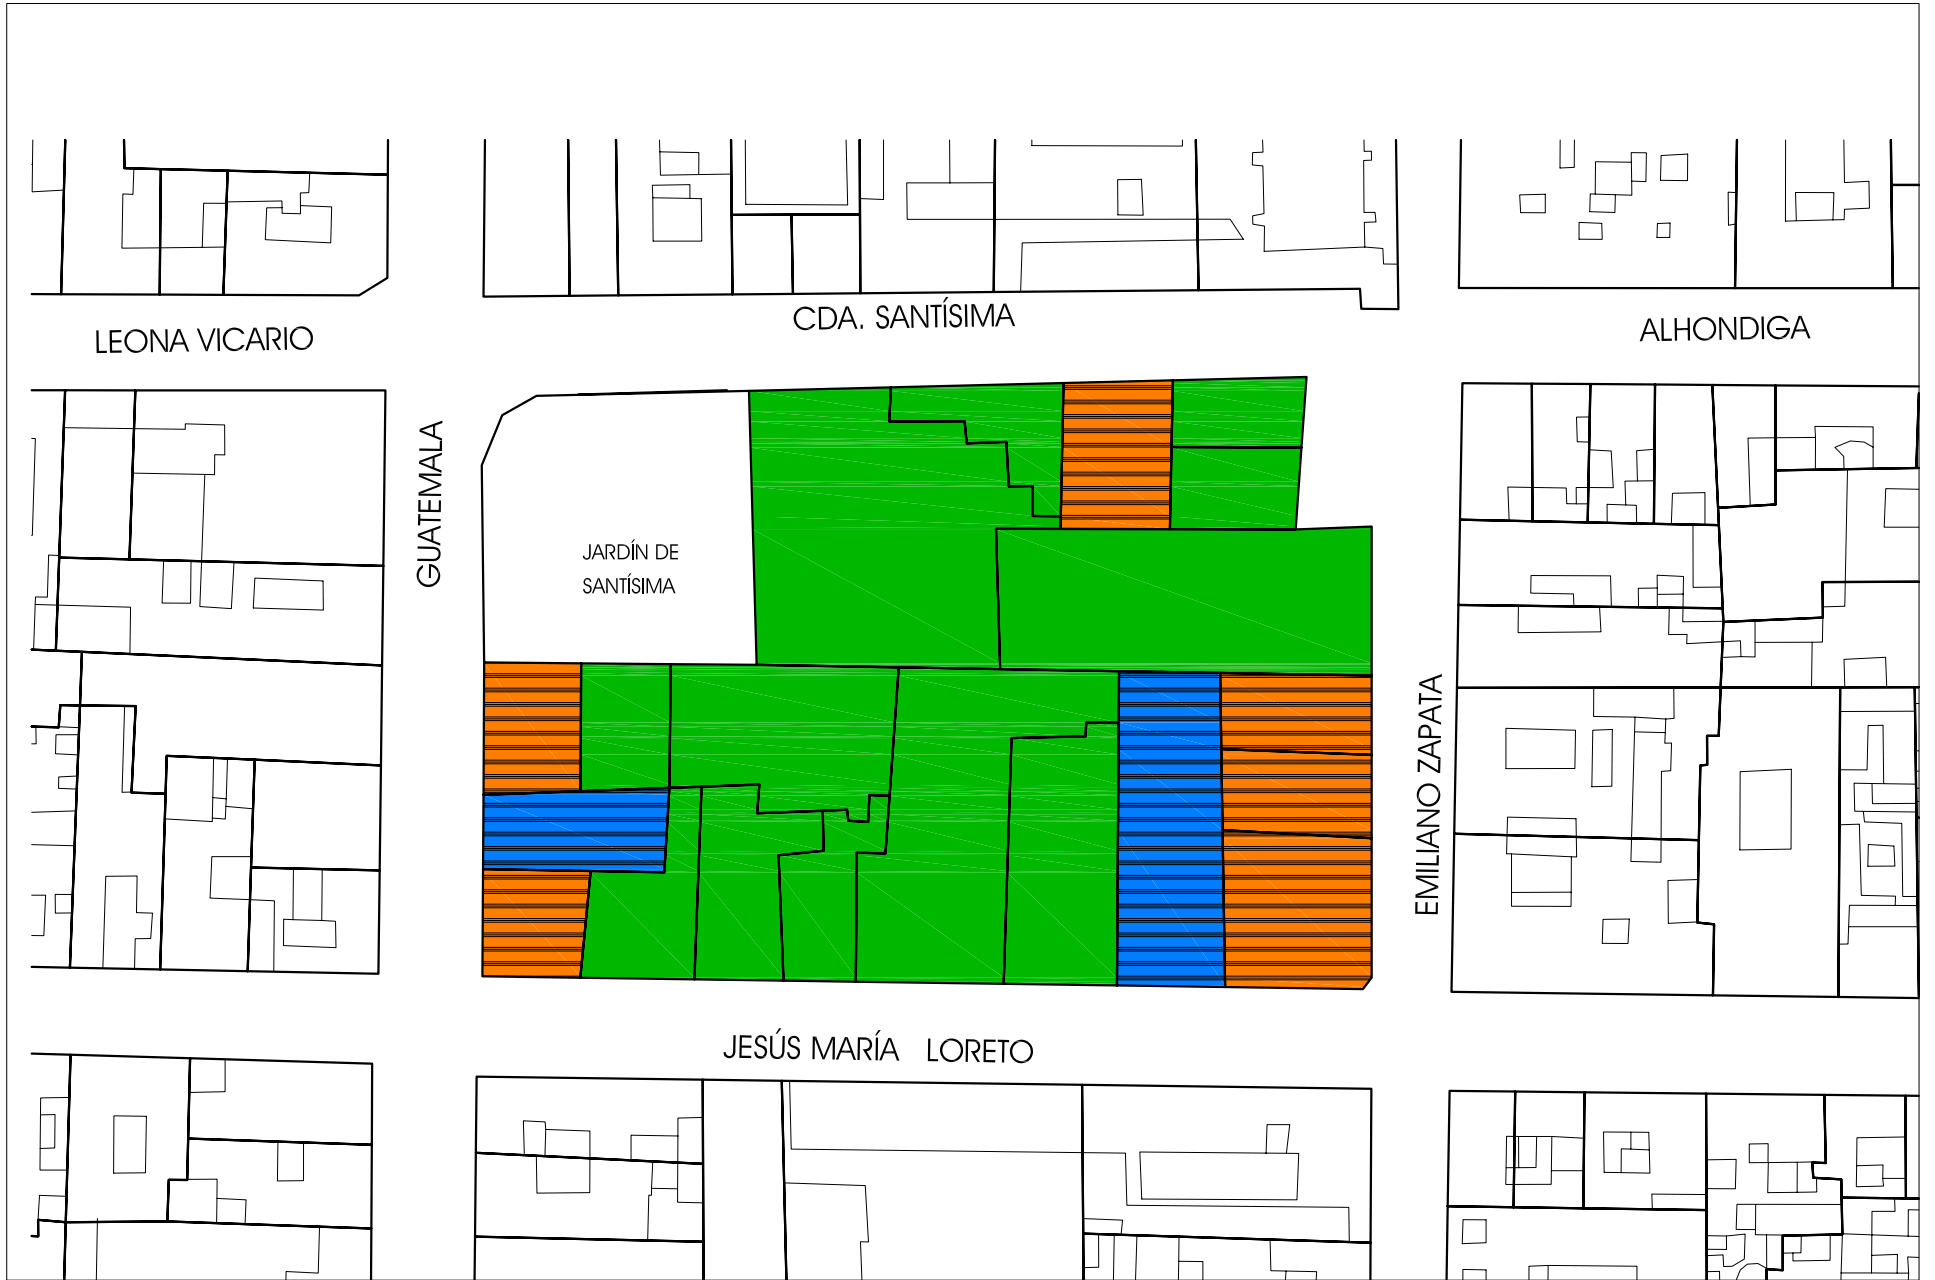 CDA. SANTÍSIMA
LEONA VICARIO
ALHONDIGA
GUATEMALA
JARDÍN DE
SANTÍSIMA
EMILIANO ZAPATA
JESÚS MARÍA LORETO